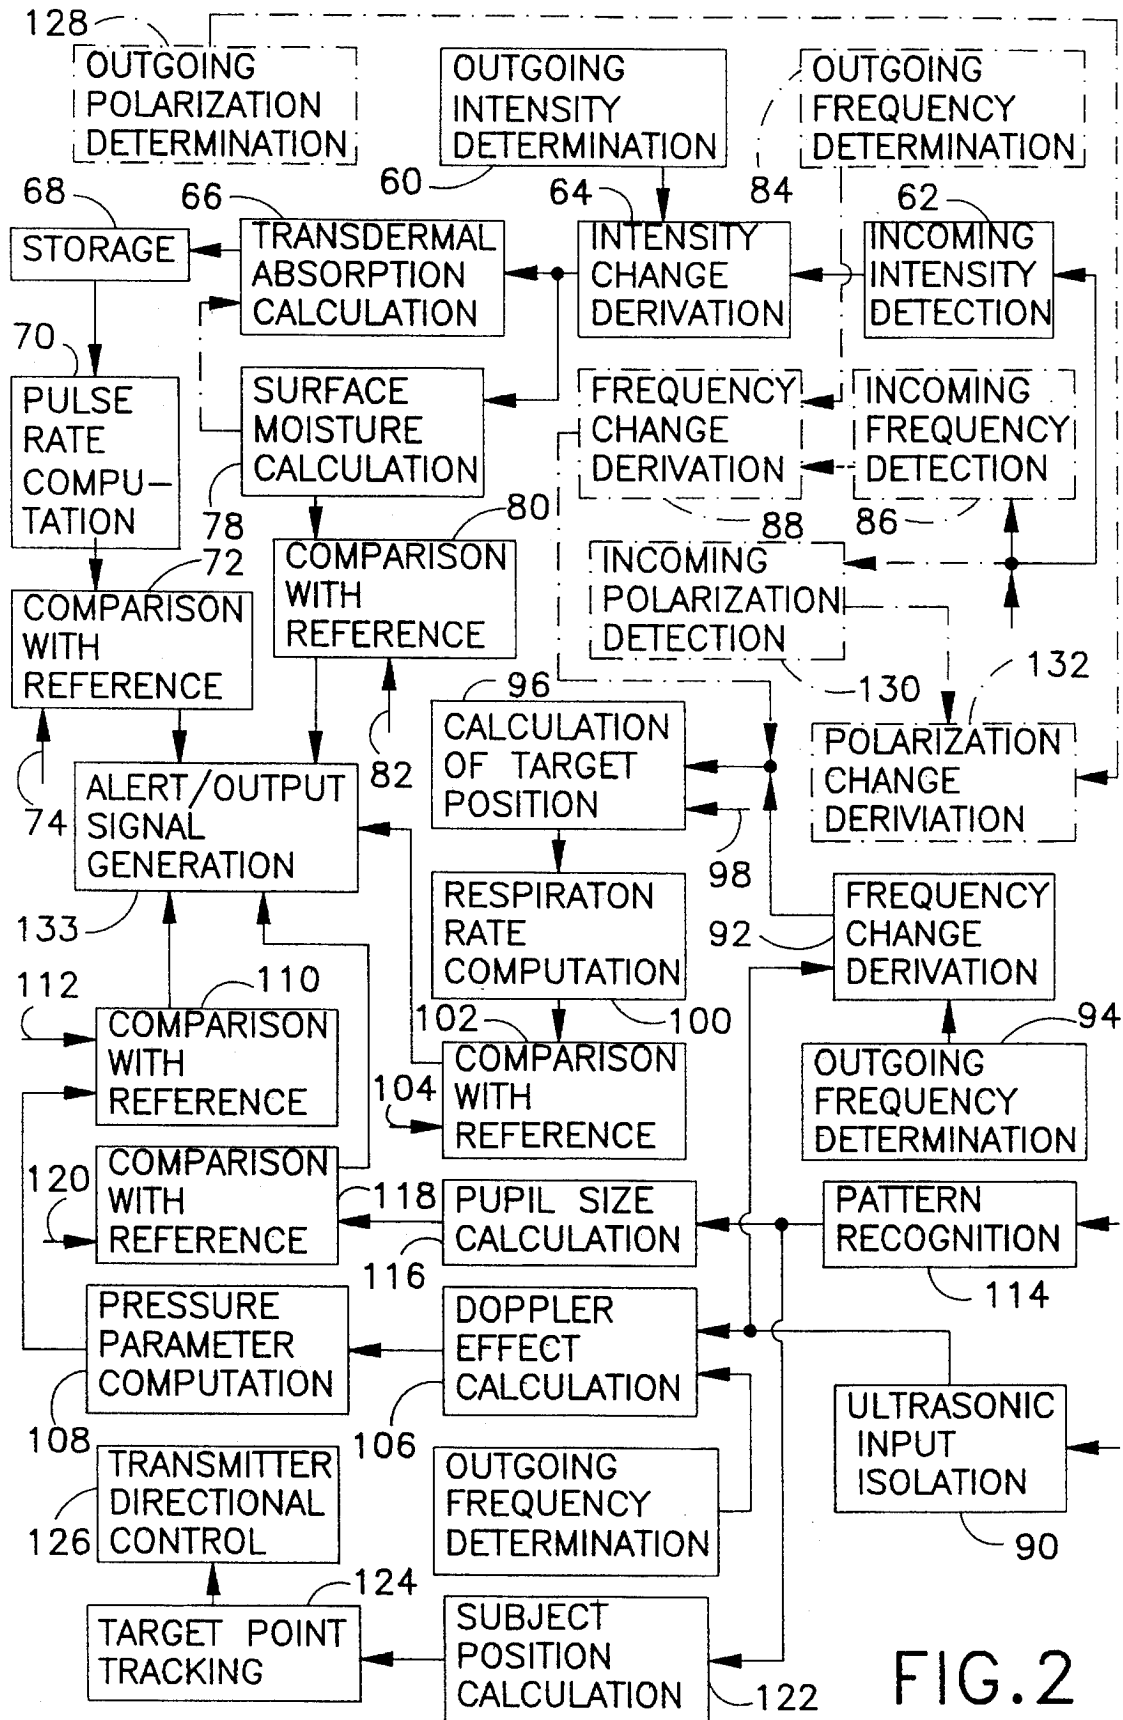 128
OUTGOING
POLARIZATION
DETERMINATION
OUTGOING
INTENSITY
DETERMINATION
OUTGOING
FREQUENCY
DETERMINATION
60
84
68
66
64
62
STORAGE
TRANSDERMAL
ABSORPTION
CALCULATION
INTENSITY
CHANGE
DERIVATION
INCOMING
INTENSITY
DETECTION
70
PULSE
RATE
COMPU-
TATION
SURFACE
MOISTURE
CALCULATION
FREQUENCY
CHANGE
DERIVATION
INCOMING
FREQUENCY
DETECTION
78
80
88
86
72
COMPARISON
WITH
REFERENCE
COMPARISON
WITH
REFERENCE
INCOMING
POLARIZATION
DETECTION
130
132
74
82
96
ALERT/OUTPUT
SIGNAL
GENERATION
CALCULATION
OF TARGET
POSITION
98
POLARIZATION
CHANGE
DERIVIATION
133
RESPIRATON
RATE
COMPUTATION
92
FREQUENCY
CHANGE
DERIVATION
112
110
102
100
94
COMPARISON
WITH
REFERENCE
104
COMPARISON
WITH
REFERENCE
OUTGOING
FREQUENCY
DETERMINATION
120
COMPARISON
WITH
REFERENCE
118
PUPIL SIZE
CALCULATION
116
PATTERN
RECOGNITION
114
PRESSURE
PARAMETER
COMPUTATION
108
DOPPLER
EFFECT
CALCULATION
106
ULTRASONIC
INPUT
ISOLATION
90
TRANSMITTER
DIRECTIONAL
CONTROL
126
OUTGOING
FREQUENCY
DETERMINATION
124
TARGET POINT
TRACKING
SUBJECT
POSITION
CALCULATION
122
FIG.2